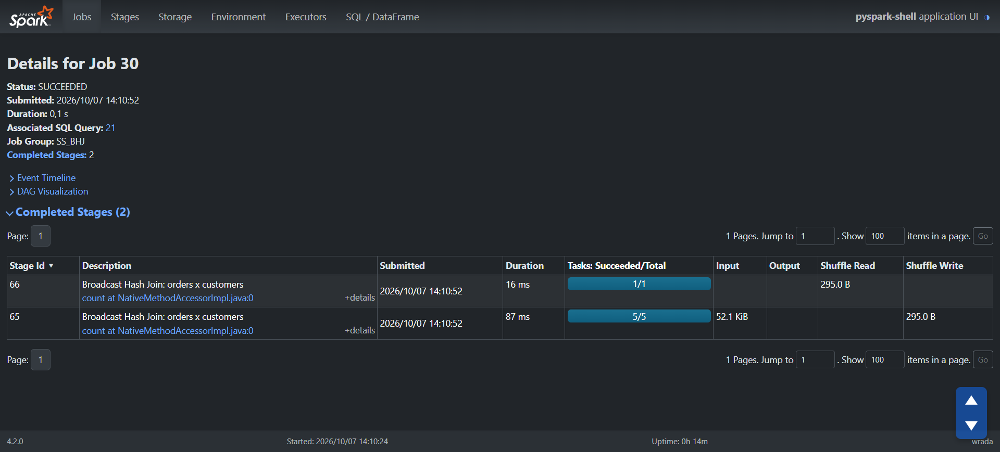 APACHE
Spark™
Jobs
Stages
Storage
Environment
Executors
SQL / DataFrame
pyspark-shell application UI
Details for Job 30
Status: SUCCEEDED
Submitted: 2026/10/07 14:10:52
Duration: 0,1 s
Associated SQL Query: 21
Job Group: SS_BHJ
Completed Stages: 2
Event Timeline
DAG Visualization
Completed Stages (2)
Page: 1
1 Pages. Jump to 1 . Show 100 items in a page. Go
Stage Id ▾ Description Submitted Duration Tasks: Succeeded/Total Input Output Shuffle Read Shuffle Write
66 Broadcast Hash Join: orders x customers
count at NativeMethodAccessorImpl.java:0 +details 2026/10/07 14:10:52 16 ms 1/1 295.0 B
65 Broadcast Hash Join: orders x customers
count at NativeMethodAccessorImpl.java:0 +details 2026/10/07 14:10:52 87 ms 5/5 52.1 KiB 295.0 B
Page: 1
1 Pages. Jump to 1 . Show 100 items in a page. Go
4.2.0
Started: 2026/10/07 14:10:24
Uptime: 0h 14m
wrada